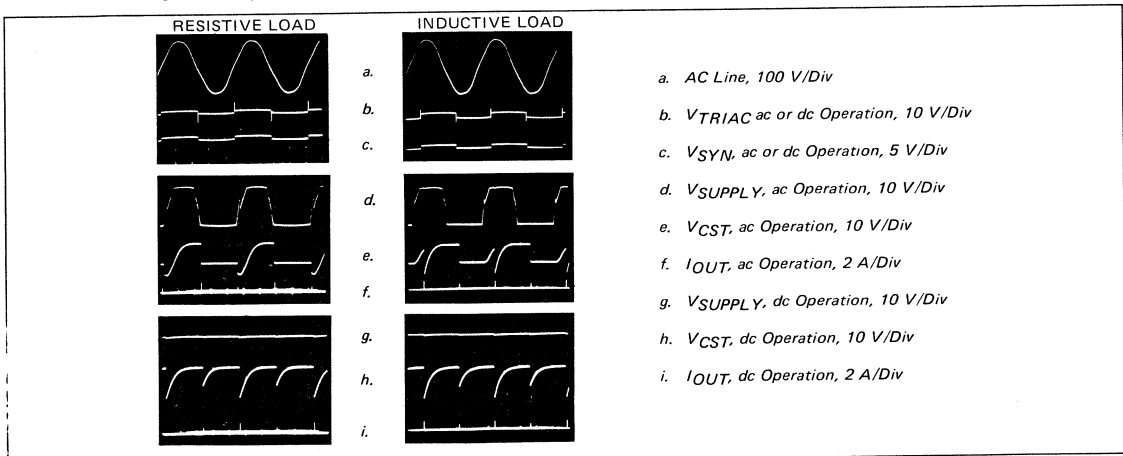 RESISTIVE LOAD
INDUCTIVE LOAD
a.
b.
c.
d.
e.
f.
g.
h.
i.
a. AC Line, 100 V/Div
b. VTRIAC ac or dc Operation, 10 V/Div
c. VSYN, ac or dc Operation, 5 V/Div
d. VSUPPLY, ac Operation, 10 V/Div
e. VCST, ac Operation, 10 V/Div
f. IOUT, ac Operation, 2 A/Div
g. VSUPPLY, dc Operation, 10 V/Div
h. VCST, dc Operation, 10 V/Div
i. IOUT, dc Operation, 2 A/Div